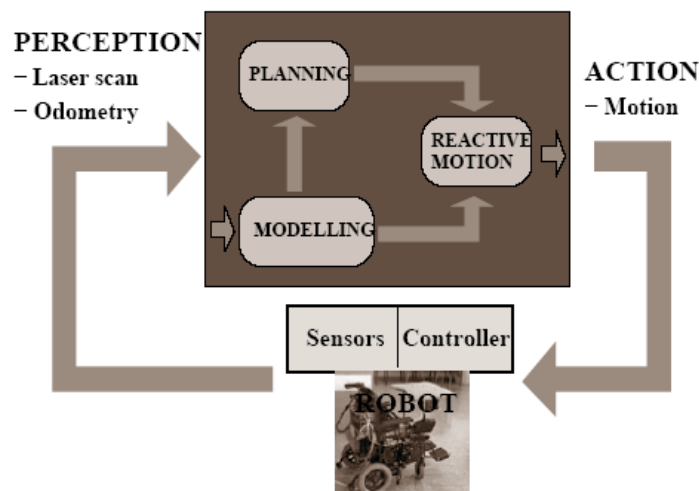 PERCEPTION
– Laser scan
– Odometry
PLANNING
REACTIVE
MOTION
MODELLING
ACTION
– Motion
Sensors
Controller
ROBOT